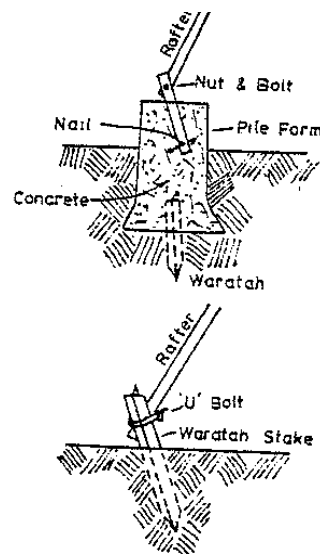 Rafter
Nut & Bolt
Nail
Pile Form
Concrete
Waratah
Rafter
'U' Bolt
Waratah Stake